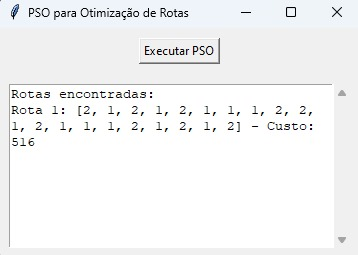 PSO para Otimização de Rotas
Executar PSO
Rotas encontradas:
Rota 1: [2, 1, 2, 1, 2, 1, 1, 1, 2, 2,
1, 2, 1, 1, 1, 2, 1, 2, 1, 2] - Custo:
516